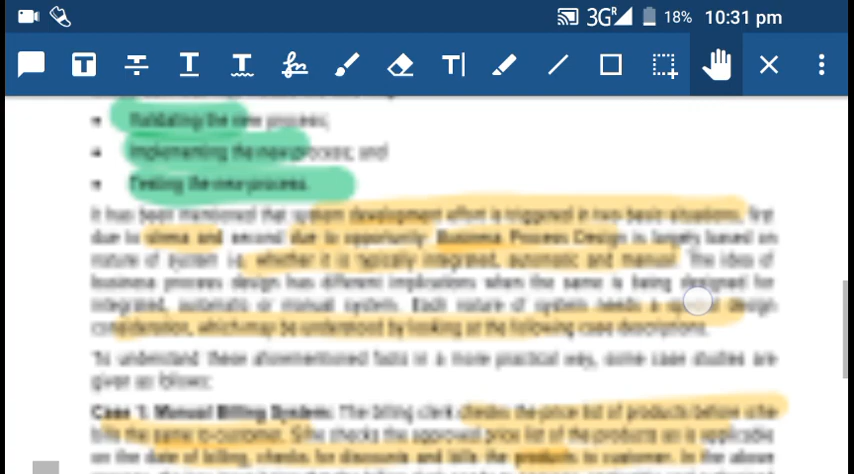 3G R 18% 10:31 pm
T T T T T
Validating the new process;
Implementing the new process; and
Testing the new process.
It has been mentioned that system development effort is triggered in two basic situations, first
due to stress and second due to opportunity. Business Process Design is largely based on
nature of system i.e. whether it is typically integrated, automatic and manual. The idea of
business process design has different implications when the same is being designed for
integrated, automatic or manual system. Each nature of system needs a special design
consideration, which may be understood by looking at the following case descriptions.
To understand these aforementioned facts in a more practical way, some case studies are
given as follows:
Case 1: Manual Billing System: The billing clerk checks the price list of products before s/he
bills the same to customer. S/he checks the approved price list of the products as is applicable
on the date of billing, checks for discounts and bills the products to customer. In the above